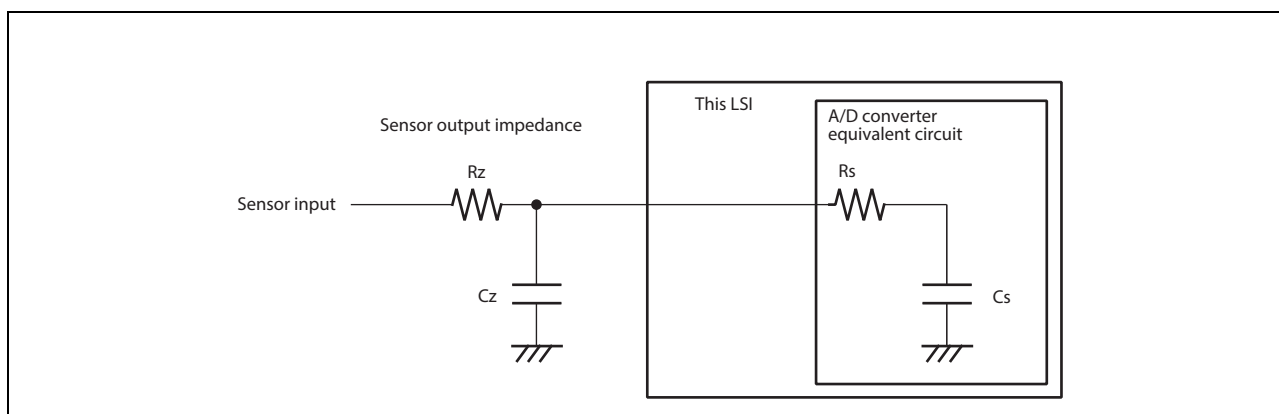 This LSI
A/D converter
equivalent circuit
Sensor output impedance
Rz
Rs
Sensor input
Cz
Cs